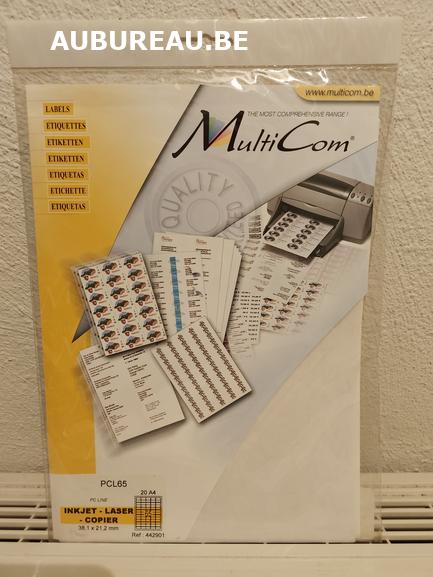 AUBUREAU.BE
www.multicom.be
THE MOST COMPREHENSIVE RANGE !
MultiCom®
LABELS
ETIQUETTES
ETIKETTEN
ETIKETTEN
ETIQUETAS
ETICHETTE
ETIQUETAS
QUALITY
PCL65
20 A4
PC LINE
INKJET - LASER
- COPIER
38,1 x 21,2 mm
Ref : 442901